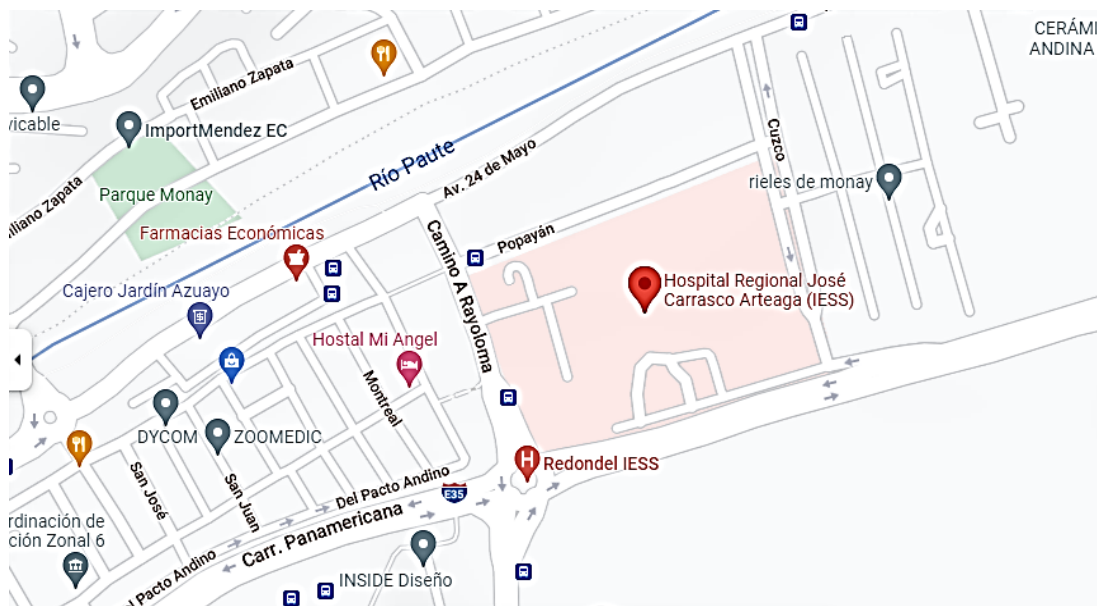 CERÁMI
ANDINA
Emiliano Zapata
vicable
ImportMendez EC
Cuzco
Río Paute
Av. 24 de Mayo
rieles de monay
Parque Monay
iliano Zapata
Farmacias Económicas
Popayán
Camino A Rayoloma
Hospital Regional José
Carrasco Arteaga (IESS)
Cajero Jardín Azuayo
Hostal Mi Angel
Montreal
DYCOM
ZOOMEDIC
Redondel IESS
H
San José
San Juan
Del Pacto Andino
E35
Carr. Panamericana
rdinación de
ción Zonal 6
INSIDE Diseño
el Pacto Andino